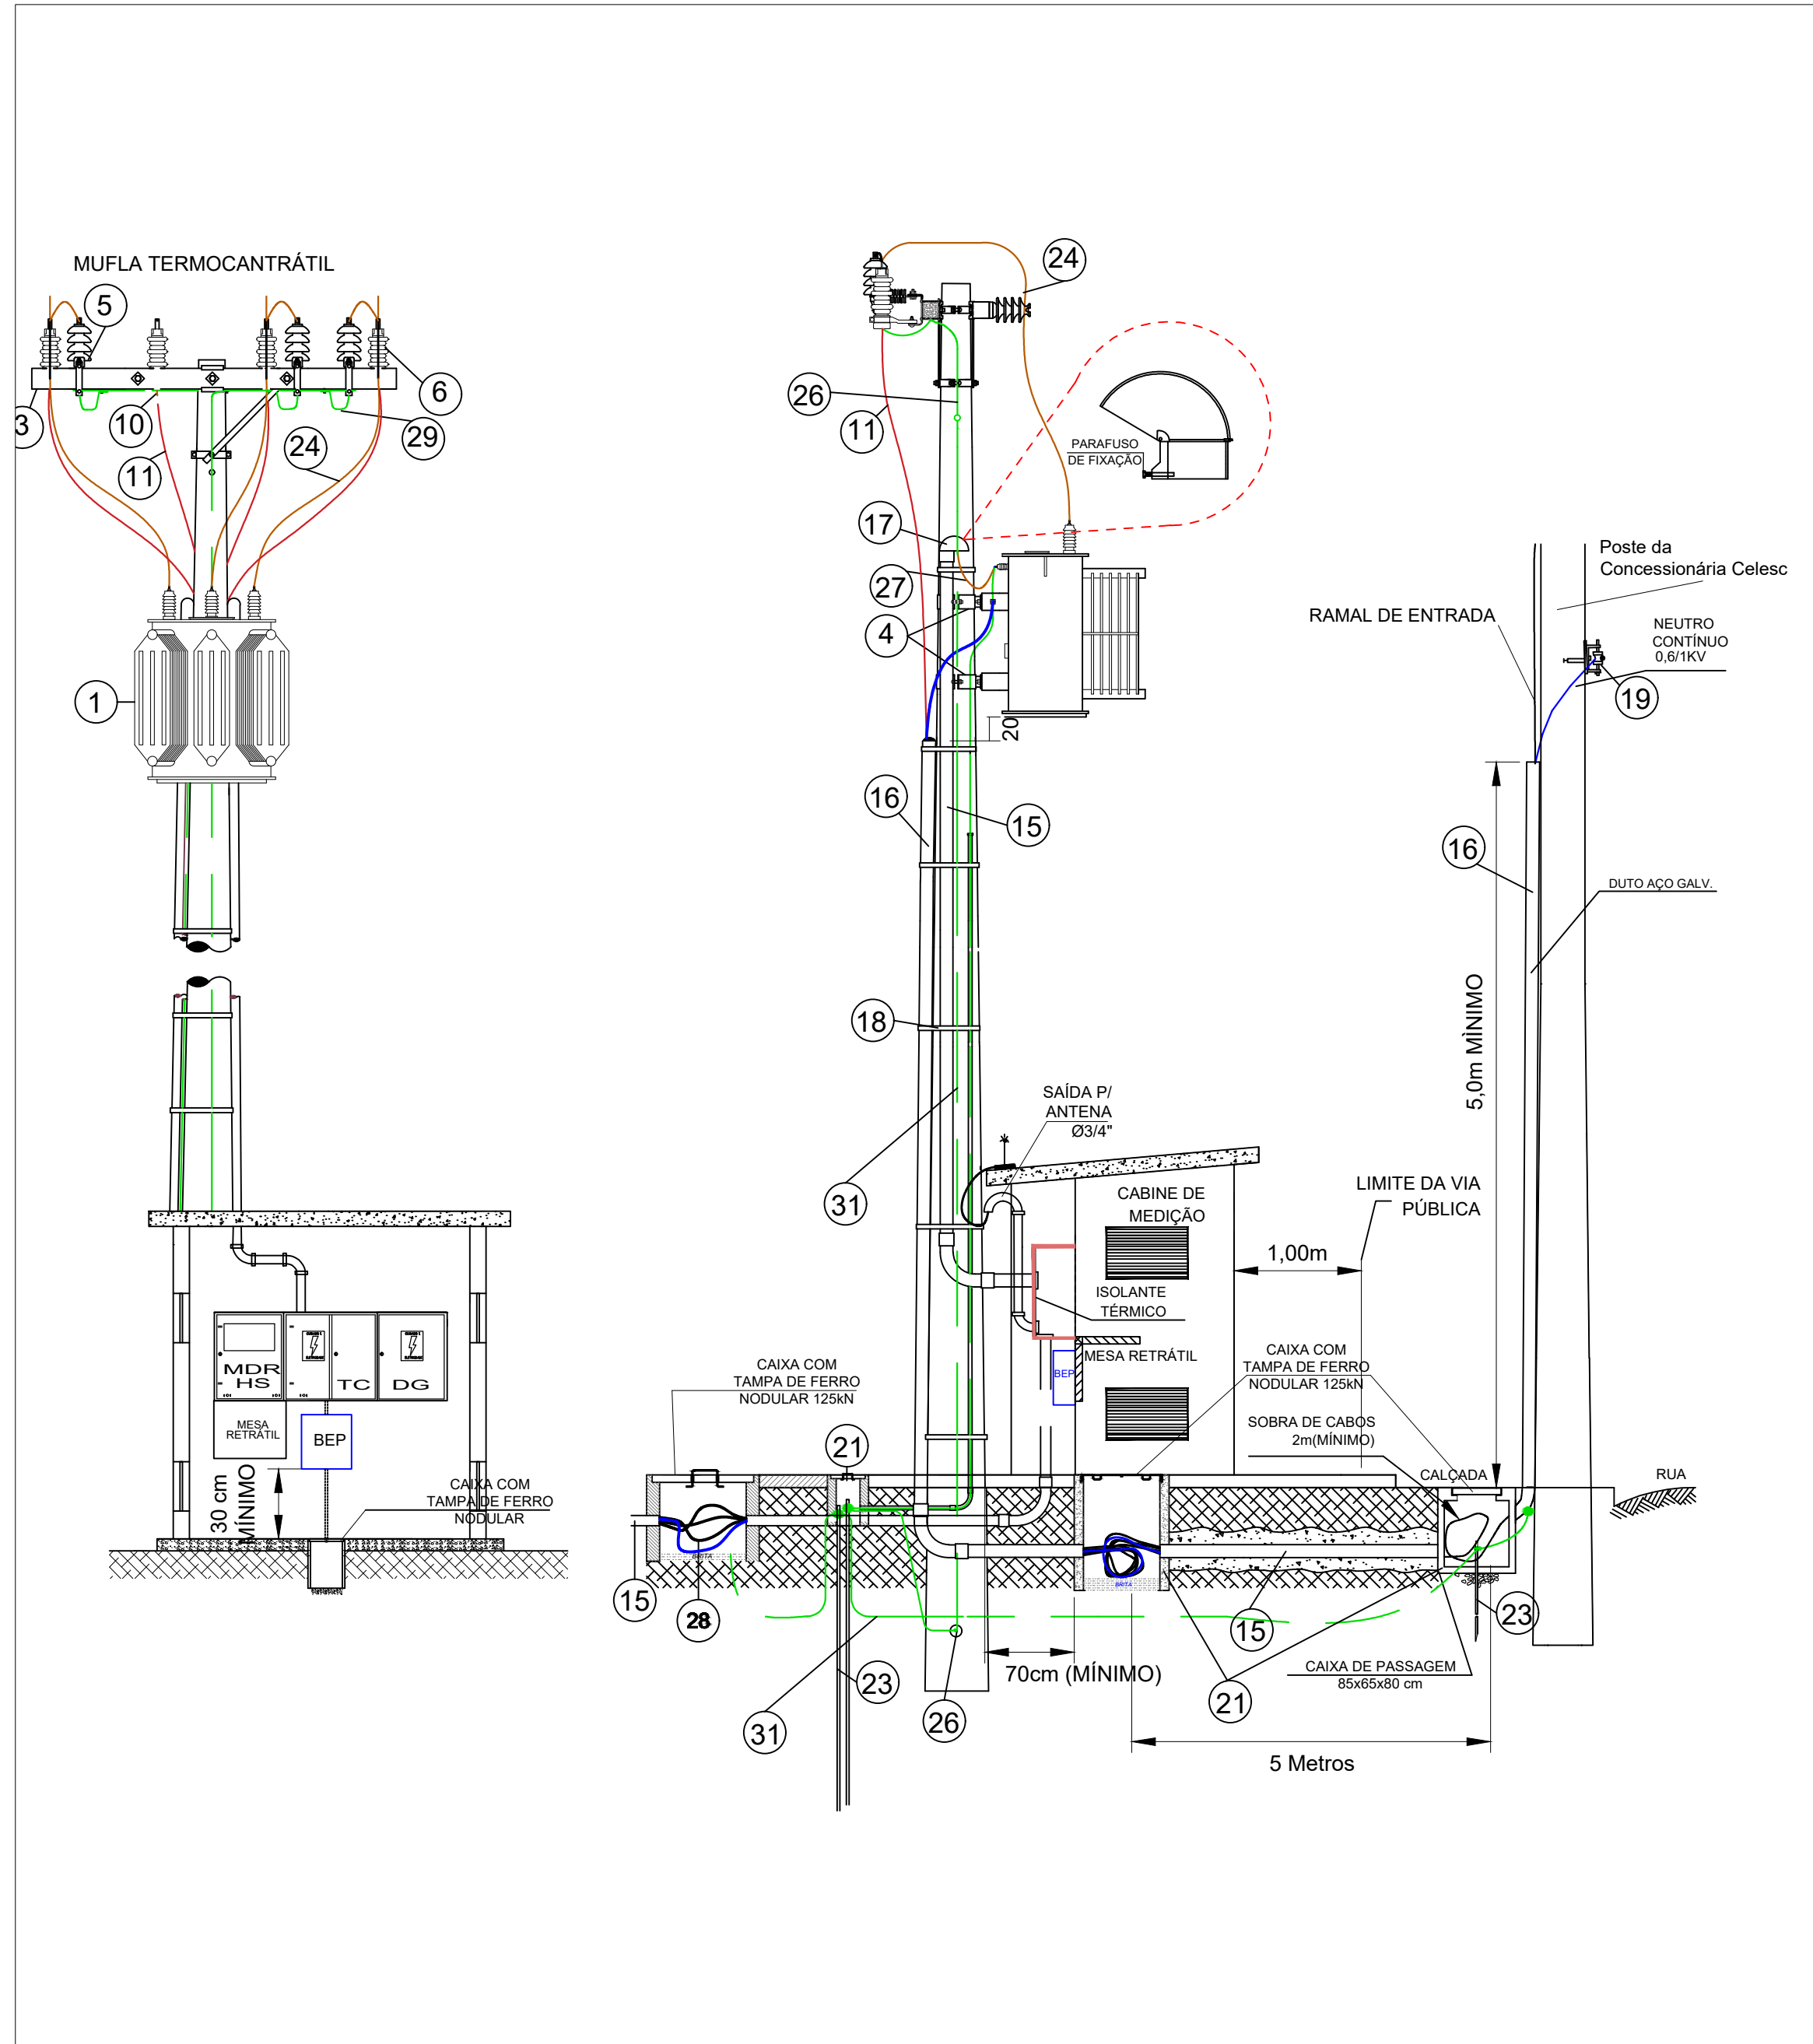 MUFLA TERMOCANTRÁTIL
5
3
10
11
6
29
24
1
MDR
HS
TC
DG
MESA
RETRÁTIL
BEP
30 cm
MÍNIMO
CAIXA COM
TAMPA DE FERRO
NODULAR
24
26
11
PARAFUSO
DE FIXAÇÃO
17
27
4
20
16
15
18
31
SAÍDA P/
ANTENA
Ø3/4"
CABINE DE
MEDIÇÃO
ISOLANTE
TÉRMICO
MESA RETRÁTIL
BEP
1,00m
LIMITE DA VIA
PÚBLICA
CAIXA COM
TAMPA DE FERRO
NODULAR 125kN
CAIXA COM
TAMPA DE FERRO
NODULAR 125kN
SOBRA DE CABOS
2m(MÍNIMO)
21
CALÇADA
RUA
BRITA
BRITA
15
28
31
23
26
70cm (MÍNIMO)
15
21
23
CAIXA DE PASSAGEM
85x65x80 cm
5 Metros
Poste da
Concessionária Celesc
RAMAL DE ENTRADA
NEUTRO
CONTÍNUO
0,6/1KV
19
16
DUTO AÇO GALV.
5,0m MÌNIMO